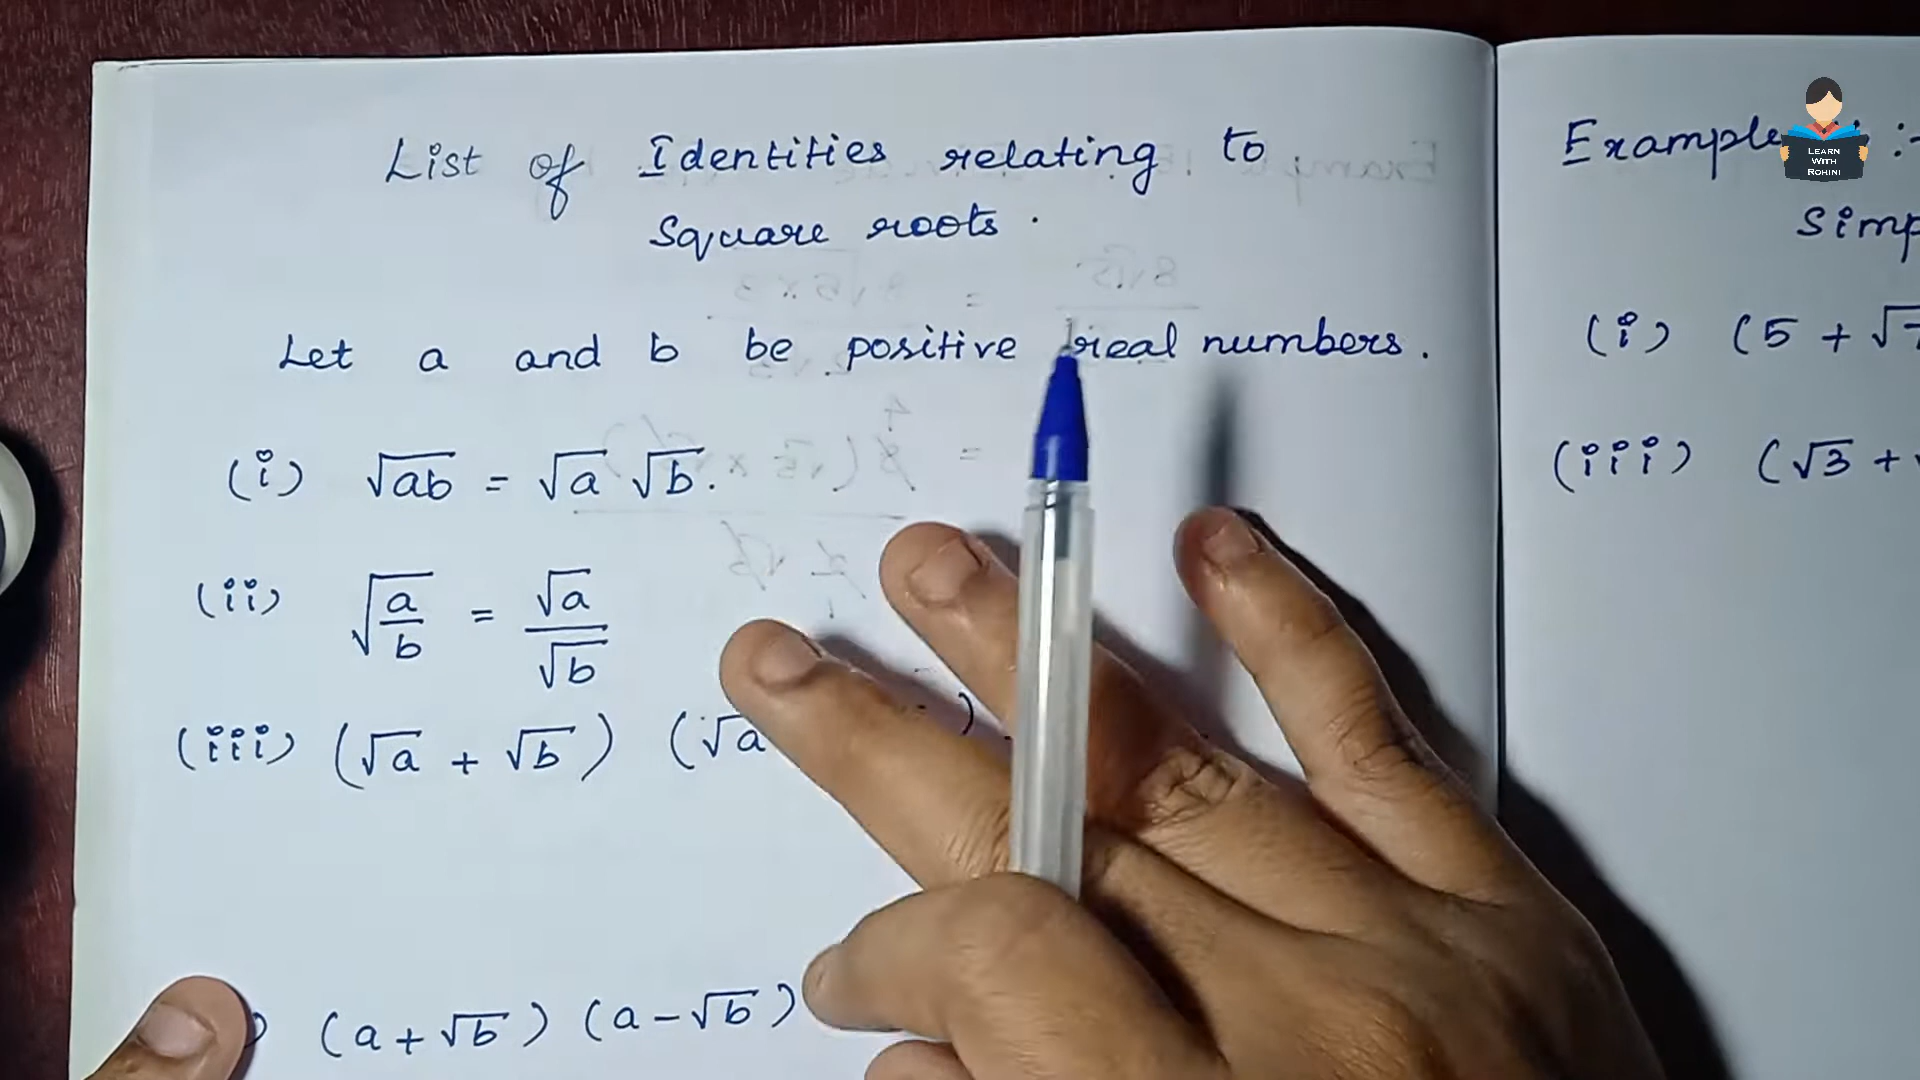 List of Identities relating to
Square roots.
Let a and b be positive real numbers.
(i) √ab = √a √b.
(ii) √(a/b) = √a/√b
(iii) (√a + √b) (√a
(a + √b) (a - √b)
Example :-
Simp
(i) (5 + √7
(iii) (√3 +
LEARN
WITH
ROHINI